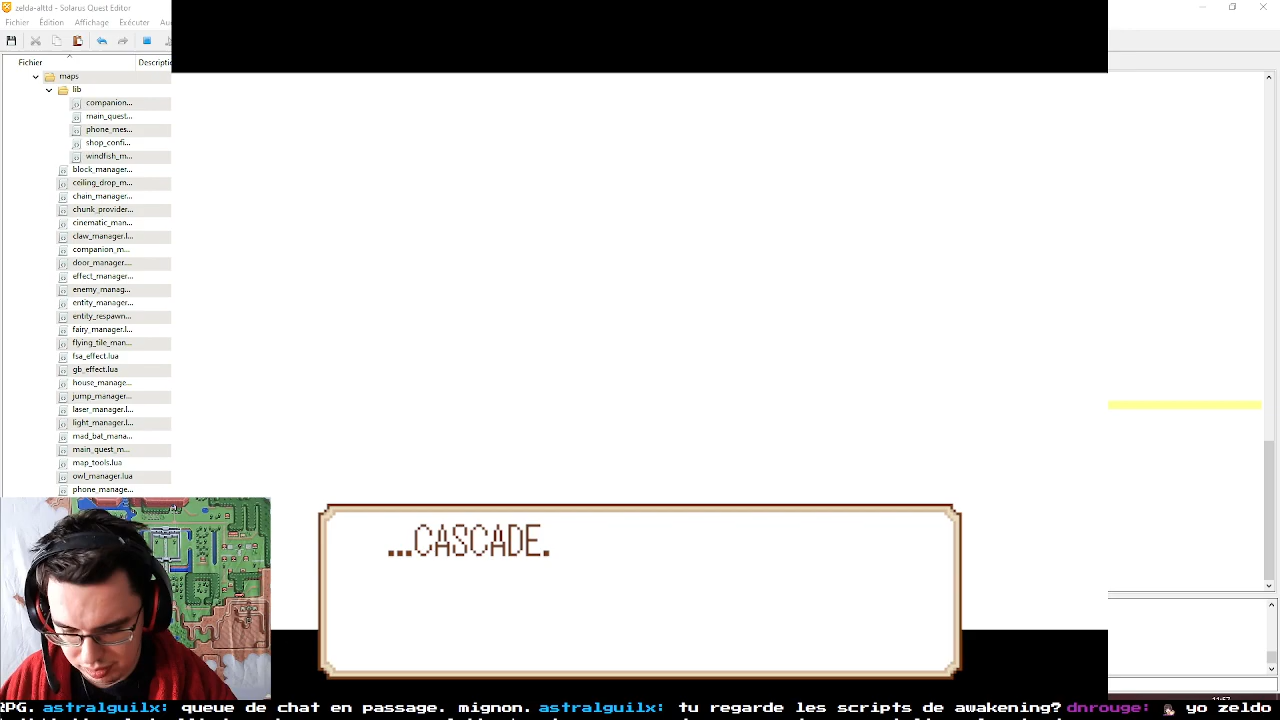 zelda-alttd - Solarus Quest Editor
Fichier Édition Affichage Exécuter A
Fichier Descriptio
maps
lib
companion...
main_quest...
phone_mes...
shop_confi...
windfish_m...
block_manager...
ceiling_drop_m...
chain_manager...
chunk_provider...
cinematic_man...
claw_manager.l...
companion_m...
door_manager....
effect_manager...
enemy_manag...
entity_manager...
entity_respawn...
fairy_manager.l...
flying_tile_man...
fsa_effect.lua
gb_effect.lua
house_manage...
jump_manager...
laser_manager.l...
light_manager.l...
mad_bat_mana...
main_quest_m...
map_tools.lua
owl_manager.lua
phone_manage...
...CASCADE.
RPG. astralguilx: queue de chat en passage. mignon. astralguilx: tu regarde les scripts de awakening? dnrouge: yo zeldo